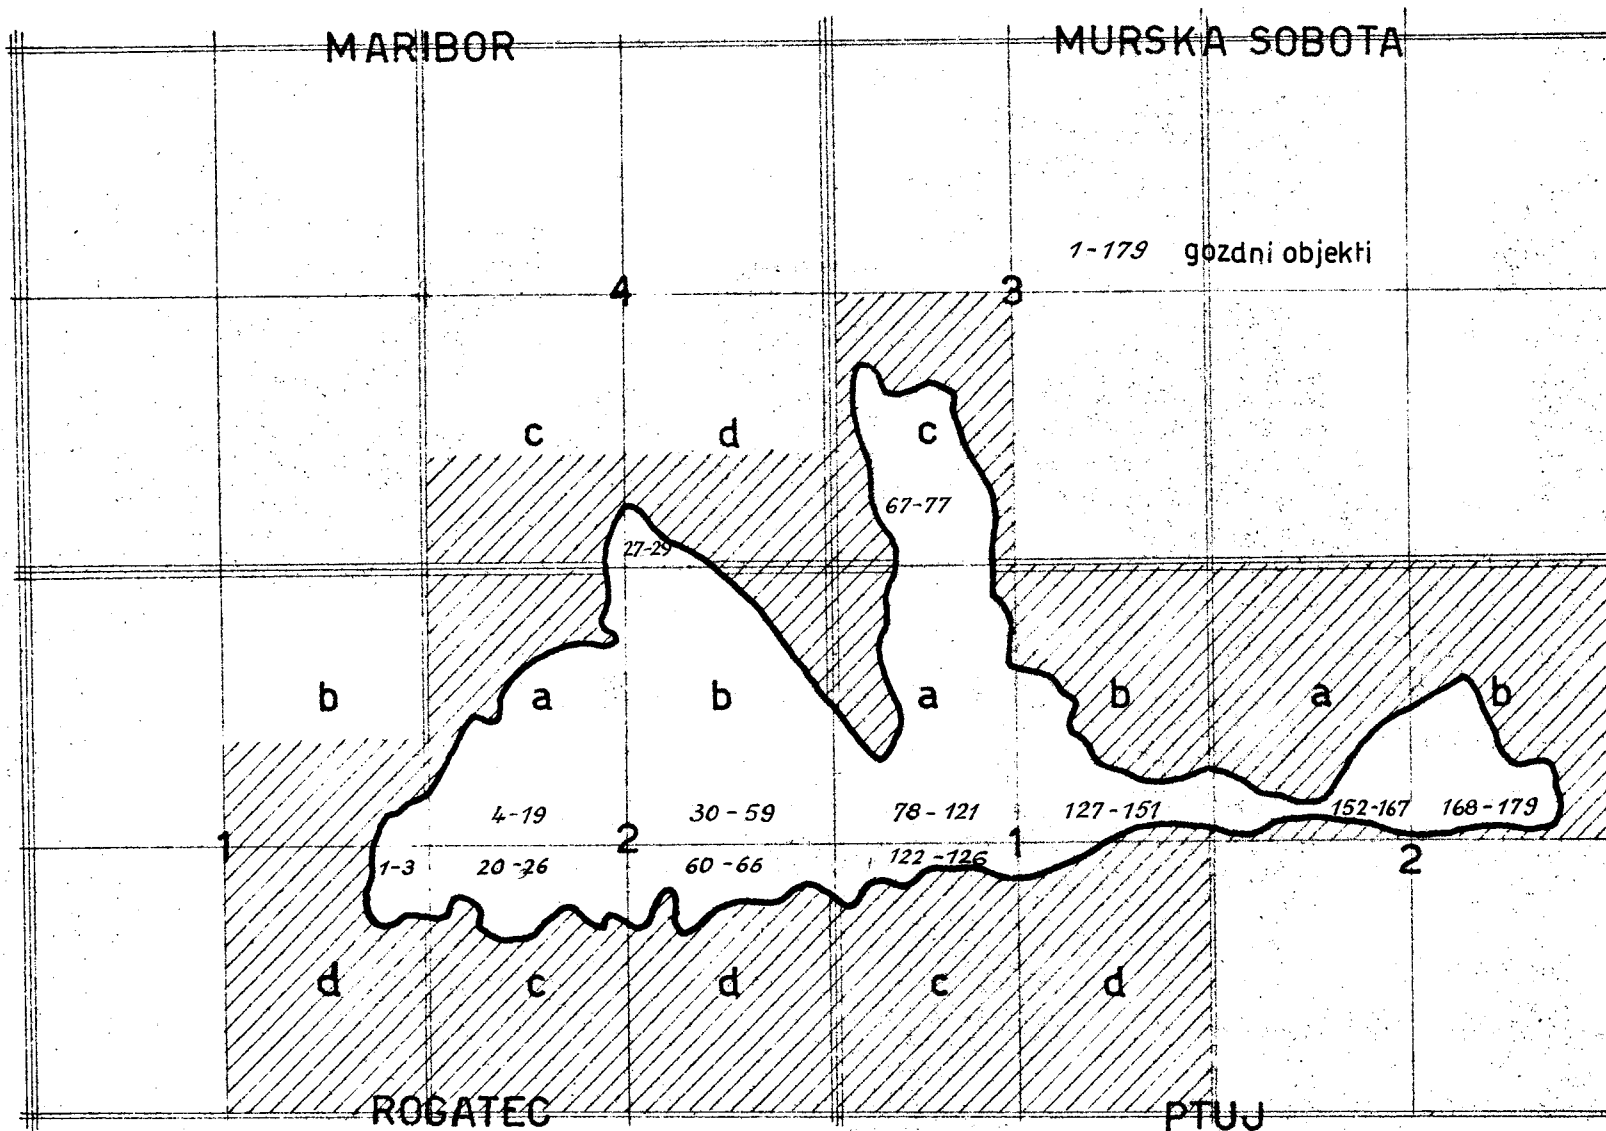 MARIBOR MURSKA SOBOTA
1-179 gozdni objekti
4 3
c d c
67-77
27-29
b a b a b a b
4-19 30-59 78-121 127-151 152-167 168-179
1 2 1 2
1-3 20-26 60-66 122-126
d c d c d
ROGATEC PTUJ